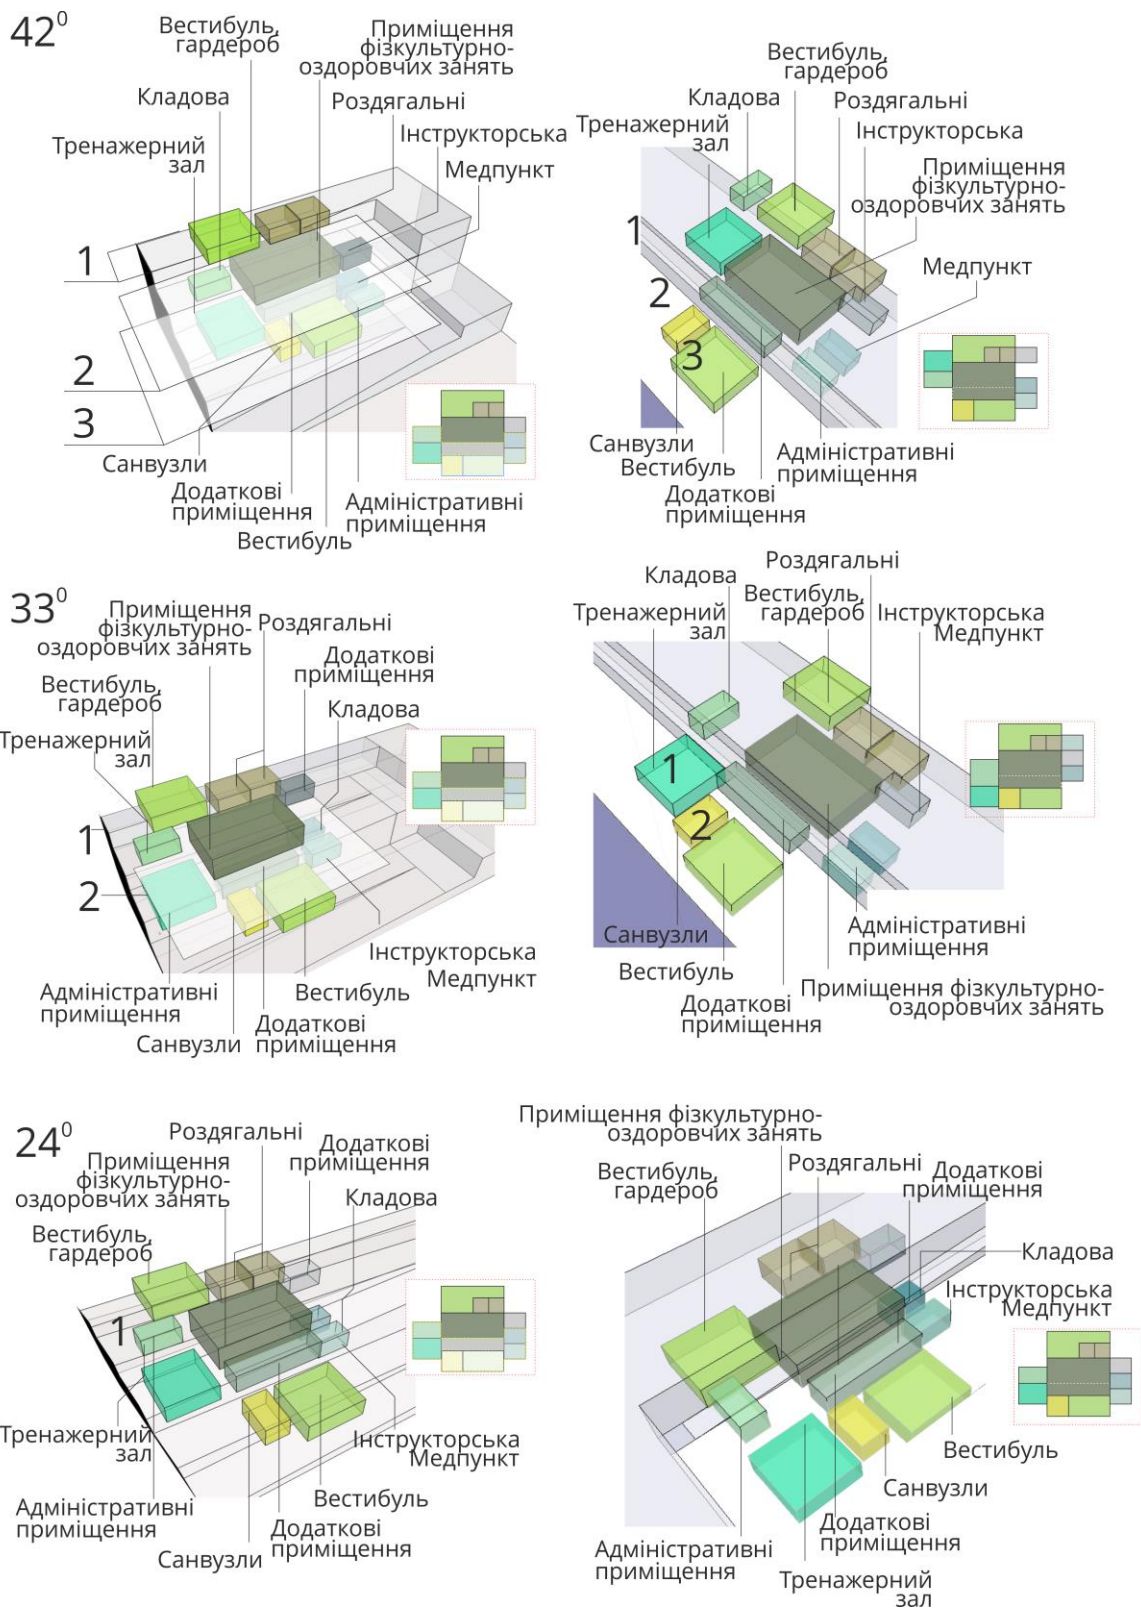 42⁰
Вестибуль,
гардероб
Приміщення
фізкультурно-
оздоровчих занять
Кладова
Роздягальні
Тренажерний
зал
Інструкторська
Медпункт
1
2
3
Санвузли
Додаткові
приміщення
Адміністративні
приміщення
Вестибуль
Вестибуль,
гардероб
Кладова
Роздягальні
Тренажерний
зал
Інструкторська
Приміщення
фізкультурно-
оздоровчих занять
1
Медпункт
2
3
Санвузли
Вестибуль
Адміністративні
приміщення
Додаткові
приміщення
33⁰
Приміщення
фізкультурно-
оздоровчих занять
Роздягальні
Додаткові
приміщення
Вестибуль,
гардероб
Кладова
Тренажерний
зал
1
2
Інструкторська
Медпункт
Адміністративні
приміщення
Вестибуль
Санвузли
Додаткові
приміщення
Роздягальні
Кладова
Вестибуль,
гардероб
Тренажерний
зал
Інструкторська
Медпункт
1
2
Санвузли
Адміністративні
приміщення
Вестибуль
Додаткові
приміщення
Приміщення фізкультурно-
оздоровчих занять
24⁰
Роздягальні
Додаткові
приміщення
Приміщення
фізкультурно-
оздоровчих занять
Кладова
Вестибуль,
гардероб
1
Тренажерний
зал
Інструкторська
Медпункт
Адміністративні
приміщення
Вестибуль
Санвузли
Додаткові
приміщення
Приміщення фізкультурно-
оздоровчих занять
Вестибуль,
гардероб
Роздягальні
Додаткові
приміщення
Кладова
Інструкторська
Медпункт
Вестибуль
Санвузли
Адміністративні
приміщення
Додаткові
приміщення
Тренажерний
зал